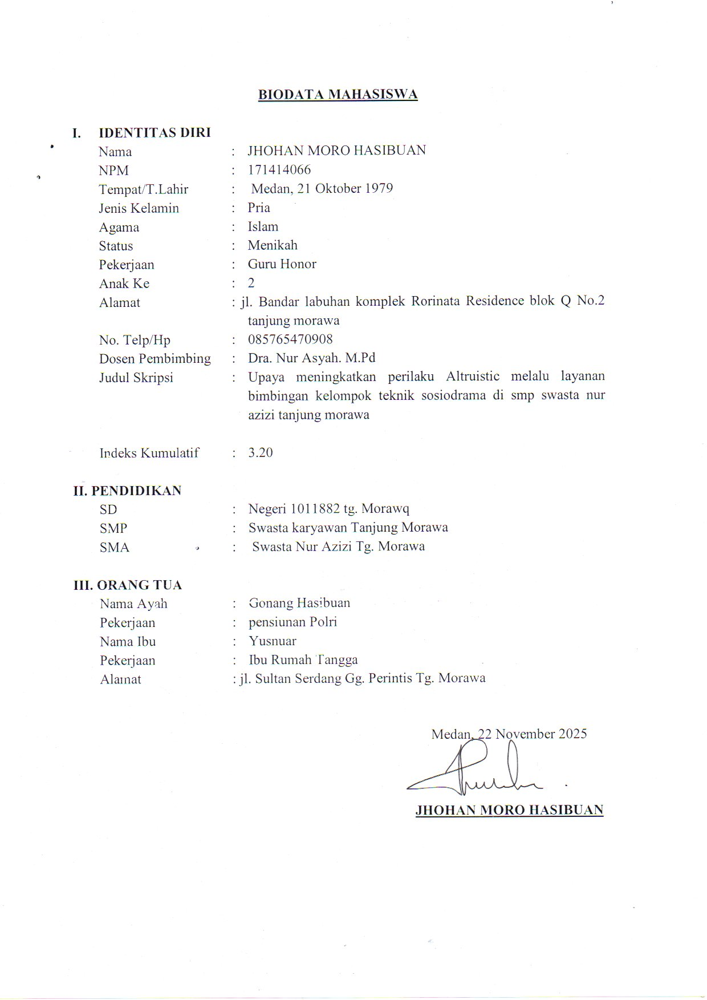 BIODATA MAHASISWA
I. IDENTITAS DIRI
Nama : JHOHAN MORO HASIBUAN
NPM : 171414066
Tempat/T.Lahir : Medan, 21 Oktober 1979
Jenis Kelamin : Pria
Agama : Islam
Status : Menikah
Pekerjaan : Guru Honor
Anak Ke : 2
Alamat : jl. Bandar labuhan komplek Rorinata Residence blok Q No.2
tanjung morawa
No. Telp/Hp : 085765470908
Dosen Pembimbing : Dra. Nur Asyah. M.Pd
Judul Skripsi : Upaya meningkatkan perilaku Altruistic melalu layanan
bimbingan kelompok teknik sosiodrama di smp swasta nur
azizi tanjung morawa
Indeks Kumulatif : 3.20
II. PENDIDIKAN
SD : Negeri 1011882 tg. Morawq
SMP : Swasta karyawan Tanjung Morawa
SMA : Swasta Nur Azizi Tg. Morawa
III. ORANG TUA
Nama Ayah : Gonang Hasibuan
Pekerjaan : pensiunan Polri
Nama Ibu : Yusnuar
Pekerjaan : Ibu Rumah Tangga
Alamat : jl. Sultan Serdang Gg. Perintis Tg. Morawa
Medan, 22 November 2025
JHOHAN MORO HASIBUAN